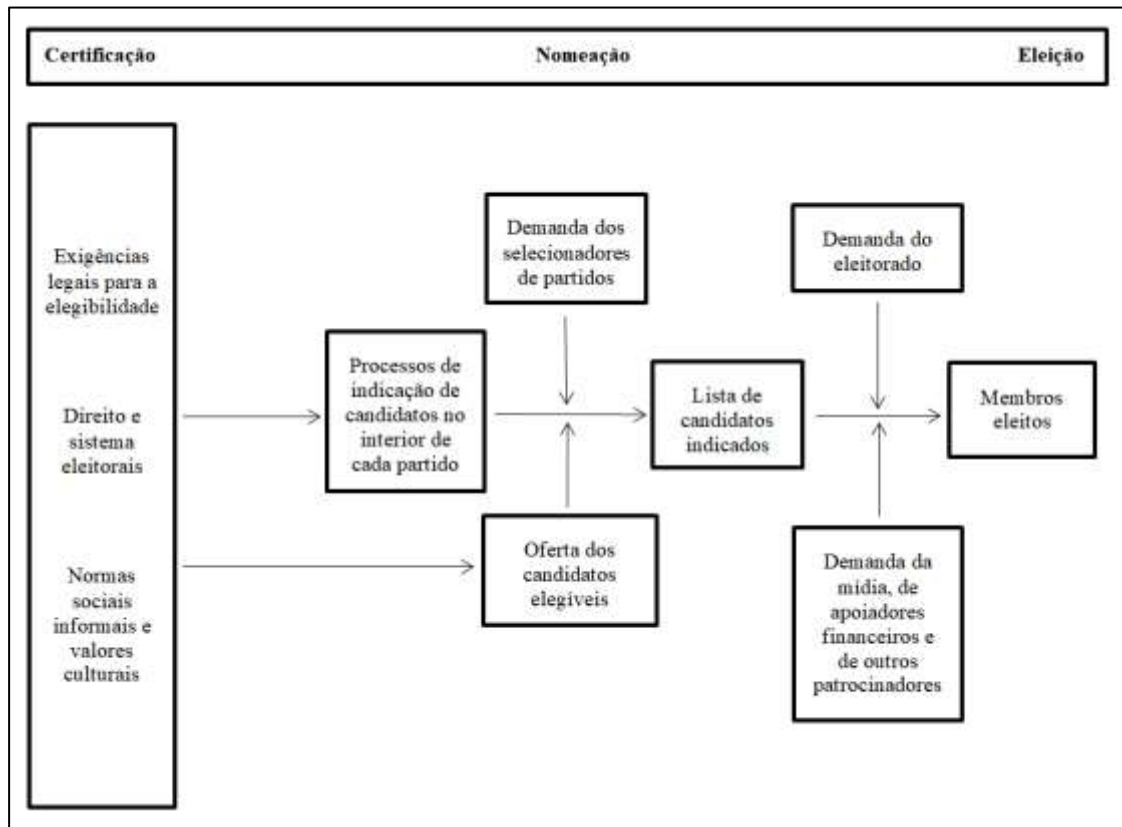 Certificação Nomeação Eleição
Exigências
legais para a
elegibilidade
Direito e
sistema
eleitorais
Normas
sociais
informais e
valores
culturais
Processos de
indicação de
candidatos no
interior de
cada partido
Demanda dos
selecionadores
de partidos
Oferta dos
candidatos
elegíveis
Lista de
candidatos
indicados
Demanda do
eleitorado
Demanda da
mídia, de
apoiadores
financeiros e
de outros
patrocinadores
Membros
eleitos